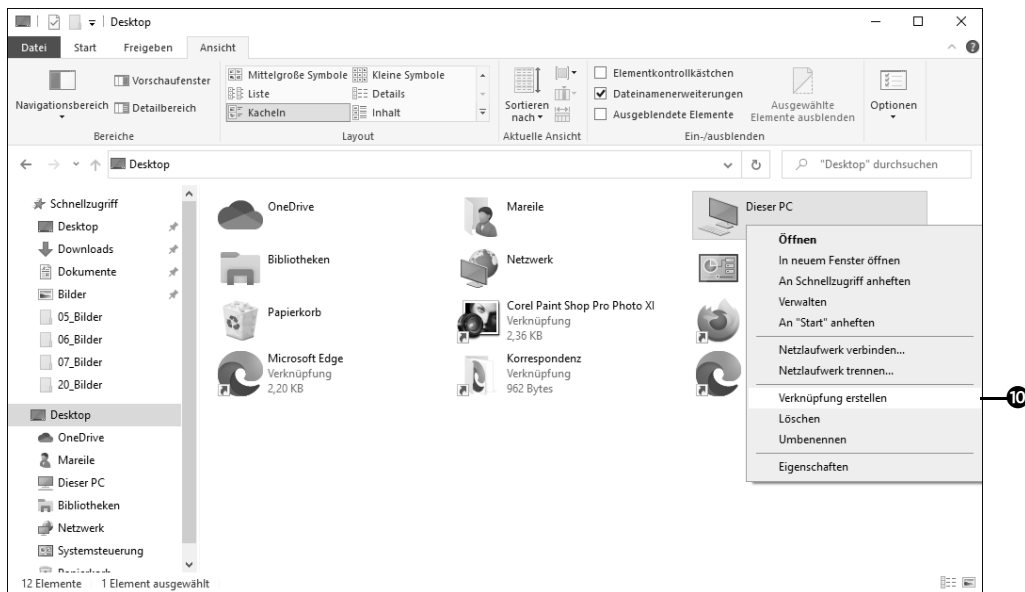 Desktop
Datei Start Freigeben Ansicht
Navigationsbereich
Vorschaufenster
Detailbereich
Bereiche
Mittelgroße Symbole Kleine Symbole
Liste Details
Kacheln Inhalt
Layout
Sortieren
nach
Aktuelle Ansicht
Elementkontrollkästchen
Dateinamenerweiterungen
Ausgeblendete Elemente
Ausgewählte
Elemente ausblenden
Ein-/ausblenden
Optionen
Desktop
"Desktop" durchsuchen
Schnellzugriff
Desktop
Downloads
Dokumente
Bilder
05_Bilder
06_Bilder
07_Bilder
20_Bilder
Desktop
OneDrive
Mareile
Dieser PC
Bibliotheken
Netzwerk
Systemsteuerung
OneDrive
Mareile
Dieser PC
Bibliotheken
Netzwerk
Papierkorb
Corel Paint Shop Pro Photo XI
Verknüpfung
2,36 KB
Microsoft Edge
Verknüpfung
2,20 KB
Korrespondenz
Verknüpfung
962 Bytes
Öffnen
In neuem Fenster öffnen
An Schnellzugriff anheften
Verwalten
An "Start" anheften
Netzlaufwerk verbinden...
Netzlaufwerk trennen...
Verknüpfung erstellen
10
Löschen
Umbenennen
Eigenschaften
12 Elemente 1 Element ausgewählt